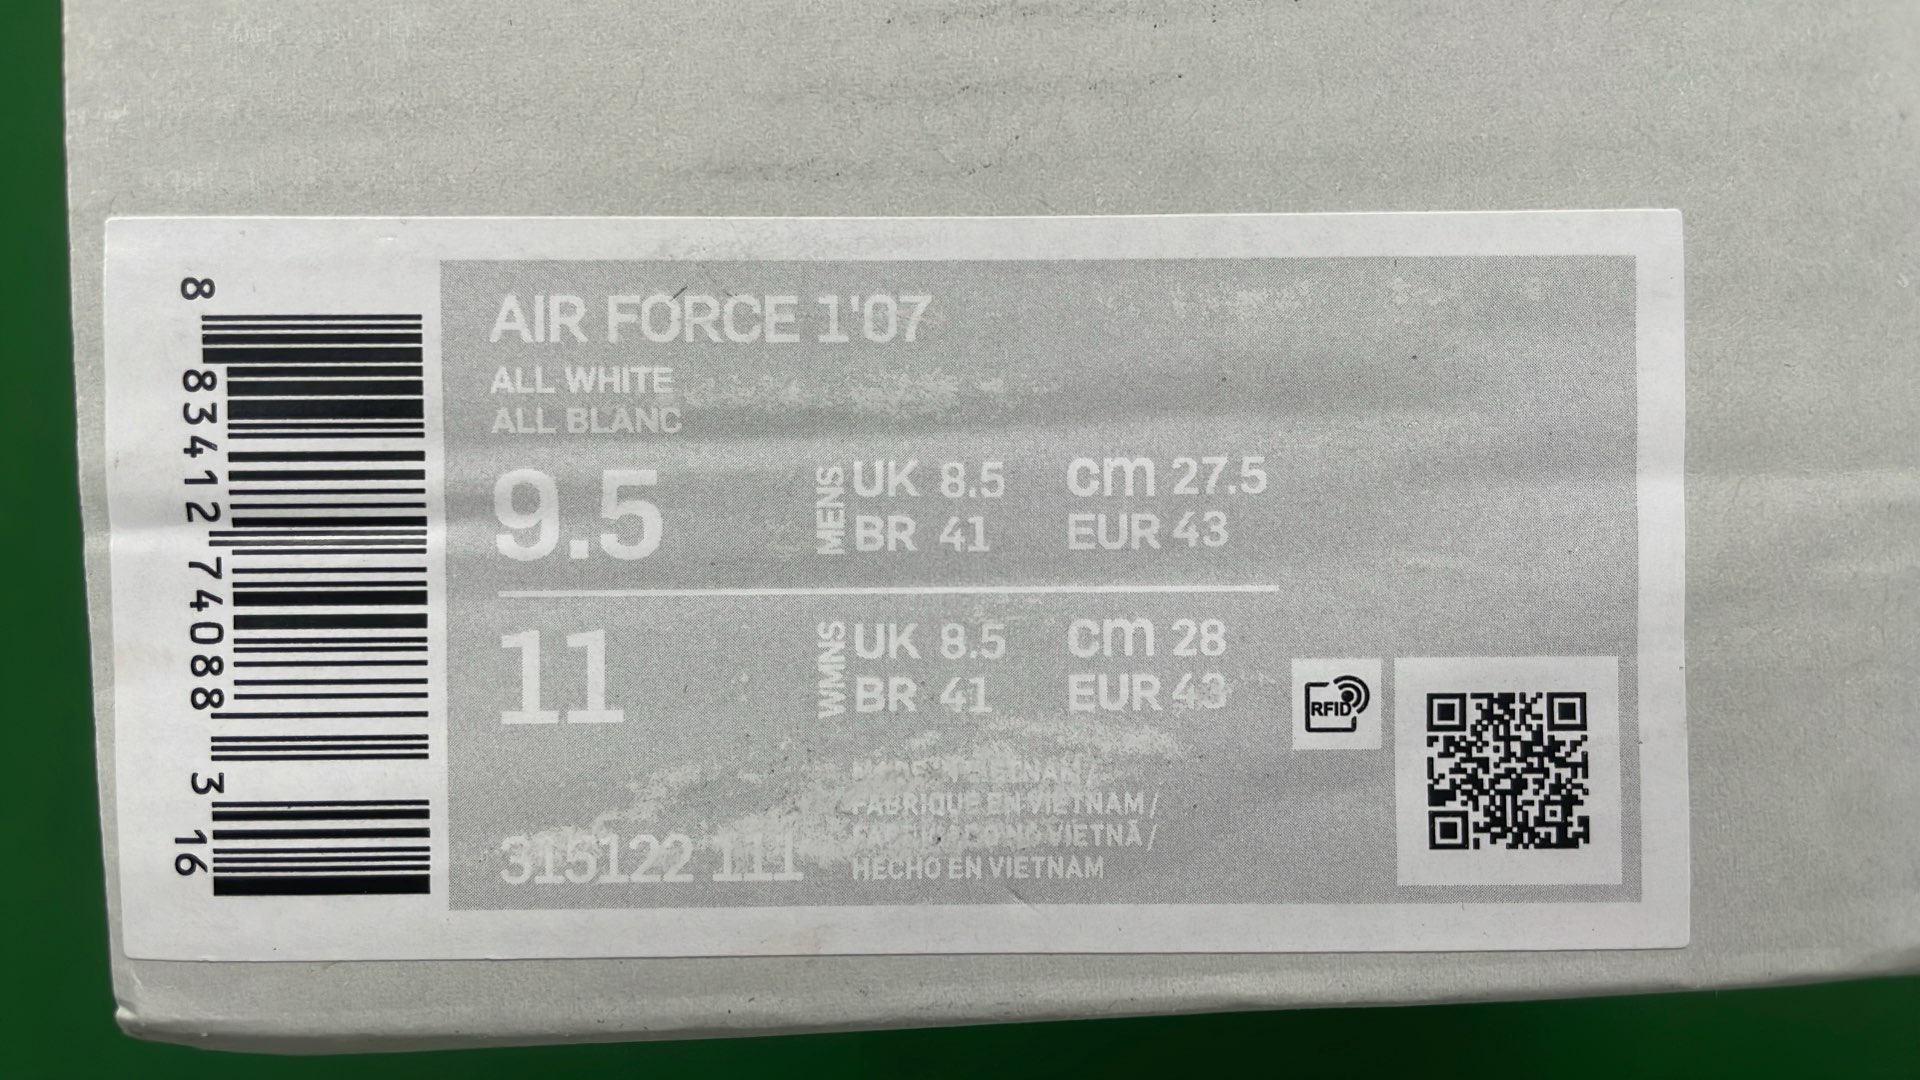 8 83412 74088 3 16
AIR FORCE 1'07
ALL WHITE
ALL BLANC
9.5 MENS UK 8.5 cm 27.5
BR 41 EUR 43
11 WMNS UK 8.5 cm 28
BR 41 EUR 43
RFID
VIETNAM /
FABRIQUE EN VIETNAM /
VIETNÃ /
HECHO EN VIETNAM
315122 111